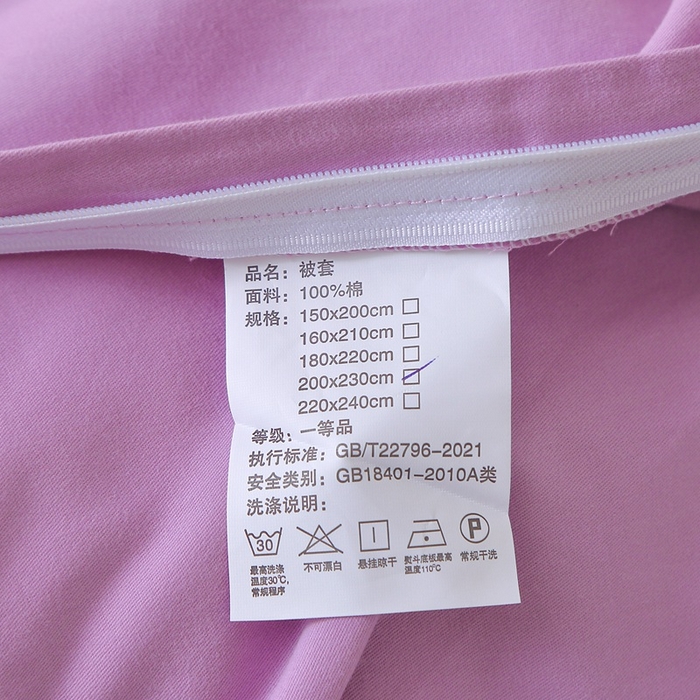 品名：被套
面料：100%棉
规格：150x200cm
160x210cm
180x220cm
200x230cm
220x240cm
等级：一等品
执行标准：GB/T22796-2021
安全类别：GB18401-2010A类
洗涤说明：
30
P
最高洗涤
温度30℃，
常规程序
不可漂白
悬挂晾干
熨斗底板最高
温度110℃
常规干洗